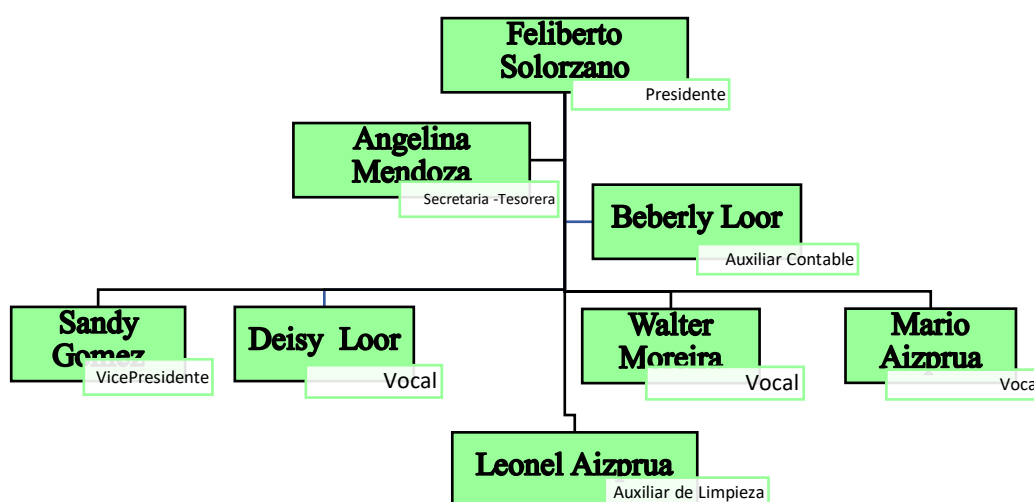 Feliberto
Solorzano
Presidente
Angelina
Mendoza
Secretaria -Tesorera
Beberly Loor
Auxiliar Contable
Sandy
Gomez
VicePresidente
Deisy Loor
Vocal
Walter
Moreira
Vocal
Mario
Aizprua
Voca
Leonel Aizprua
Auxiliar de Limpieza